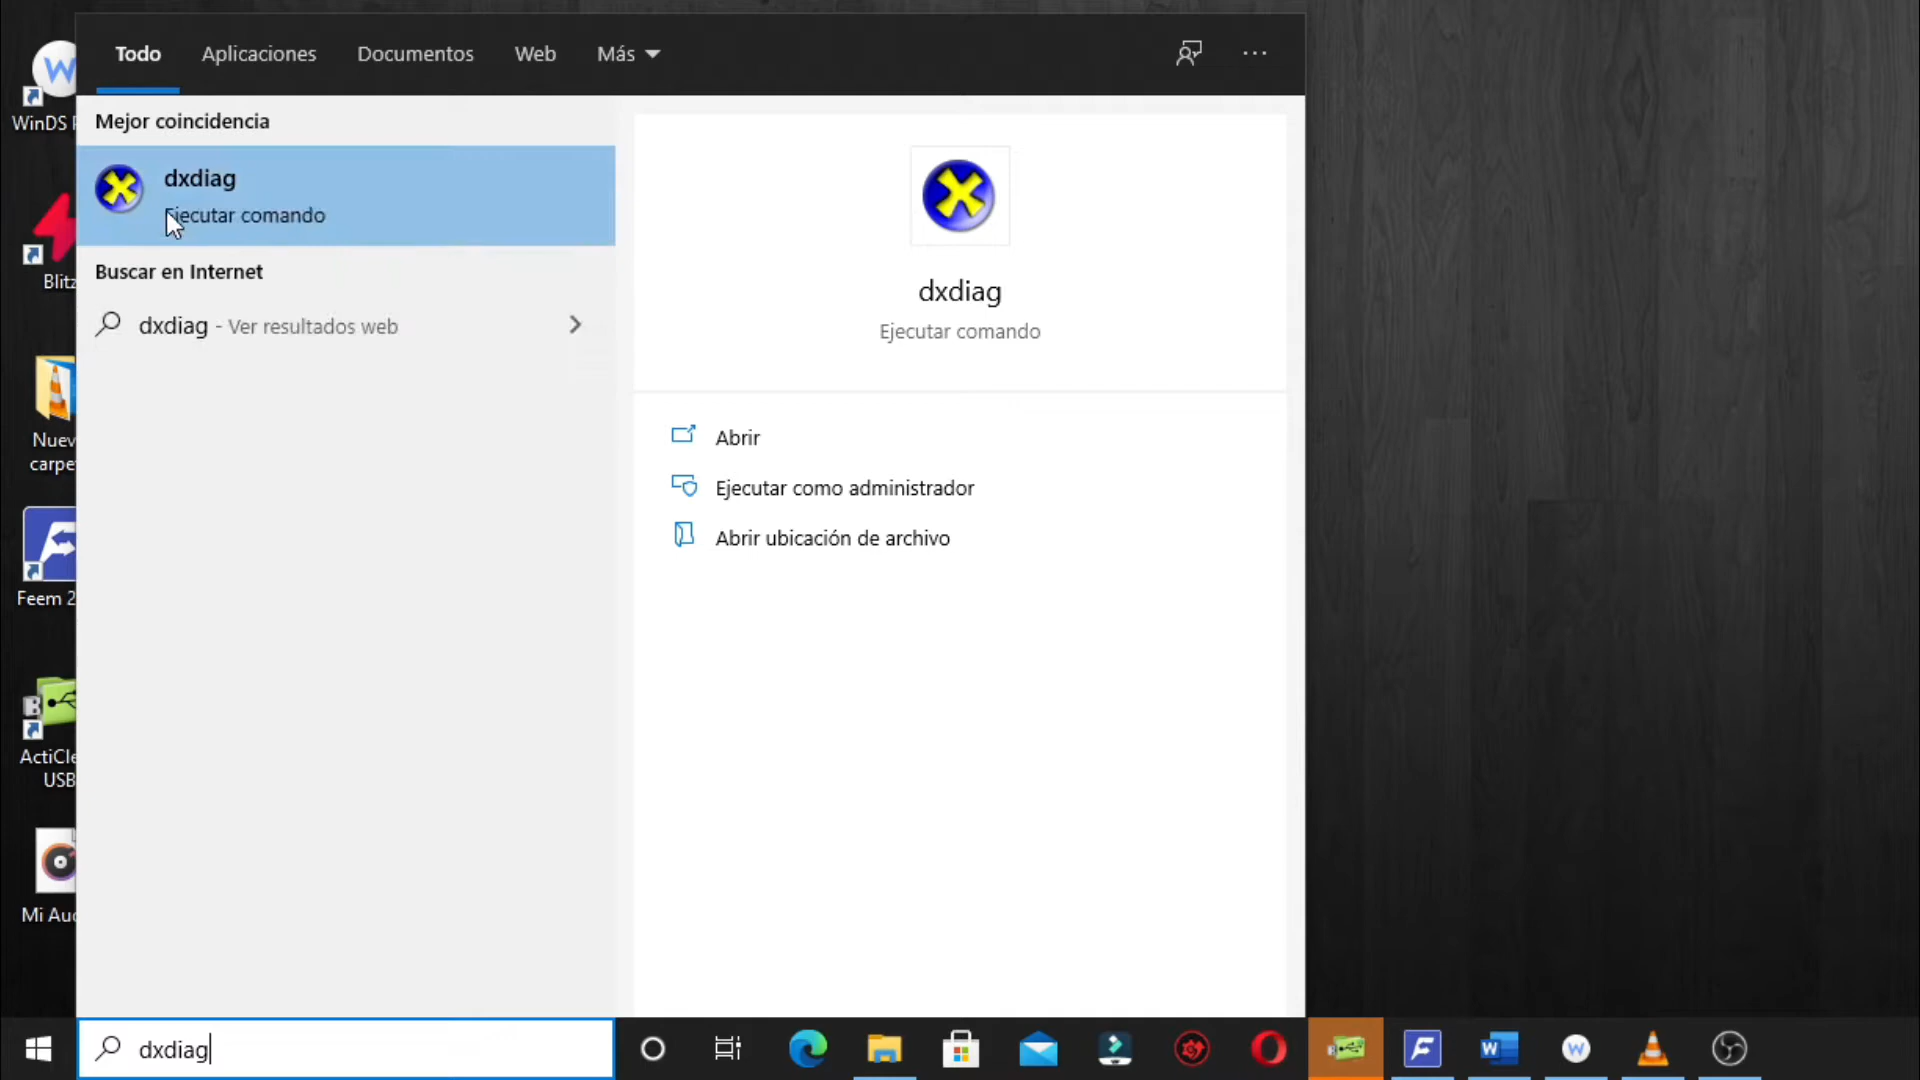 Todo
Aplicaciones
Documentos
Web
Más
Mejor coincidencia
dxdiag
Ejecutar comando
Buscar en Internet
dxdiag - Ver resultados web
dxdiag
Ejecutar comando
Abrir
Ejecutar como administrador
Abrir ubicación de archivo
WinDS
Blitz
Nuev
carpe
Feem 2
ActiCle
USB
Mi Au
dxdiag